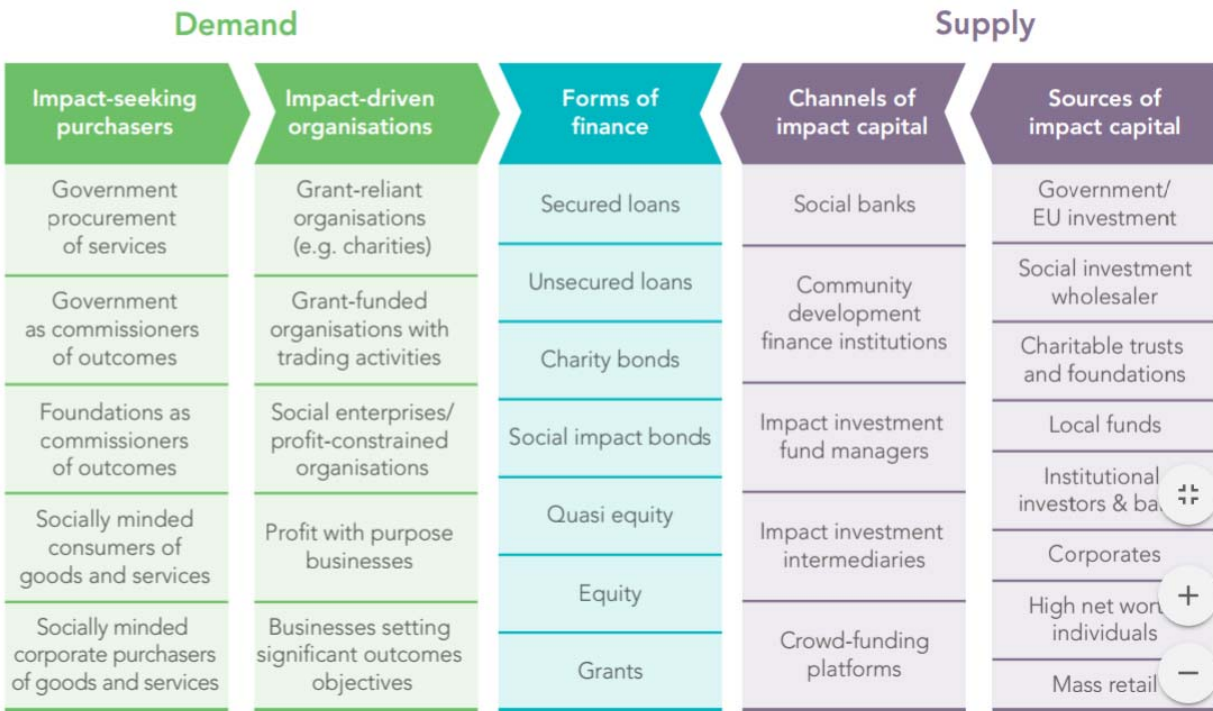 Demand
Supply
Impact-seeking
purchasers
Government
procurement
of services
Government
as commissioners
of outcomes
Foundations as
commissioners
of outcomes
Socially minded
consumers of
goods and services
Socially minded
corporate purchasers
of goods and services
Impact-driven
organisations
Grant-reliant
organisations
(e.g. charities)
Grant-funded
organisations with
trading activities
Social enterprises/
profit-constrained
organisations
Profit with purpose
businesses
Businesses setting
significant outcomes
objectives
Forms of
finance
Secured loans
Unsecured loans
Charity bonds
Social impact bonds
Quasi equity
Equity
Grants
Channels of
impact capital
Social banks
Community
development
finance institutions
Impact investment
fund managers
Impact investment
intermediaries
Crowd-funding
platforms
Sources of
impact capital
Government/
EU investment
Social investment
wholesaler
Charitable trusts
and foundations
Local funds
Institutional
investors &
Corporates
High net
individuals
Mass retail